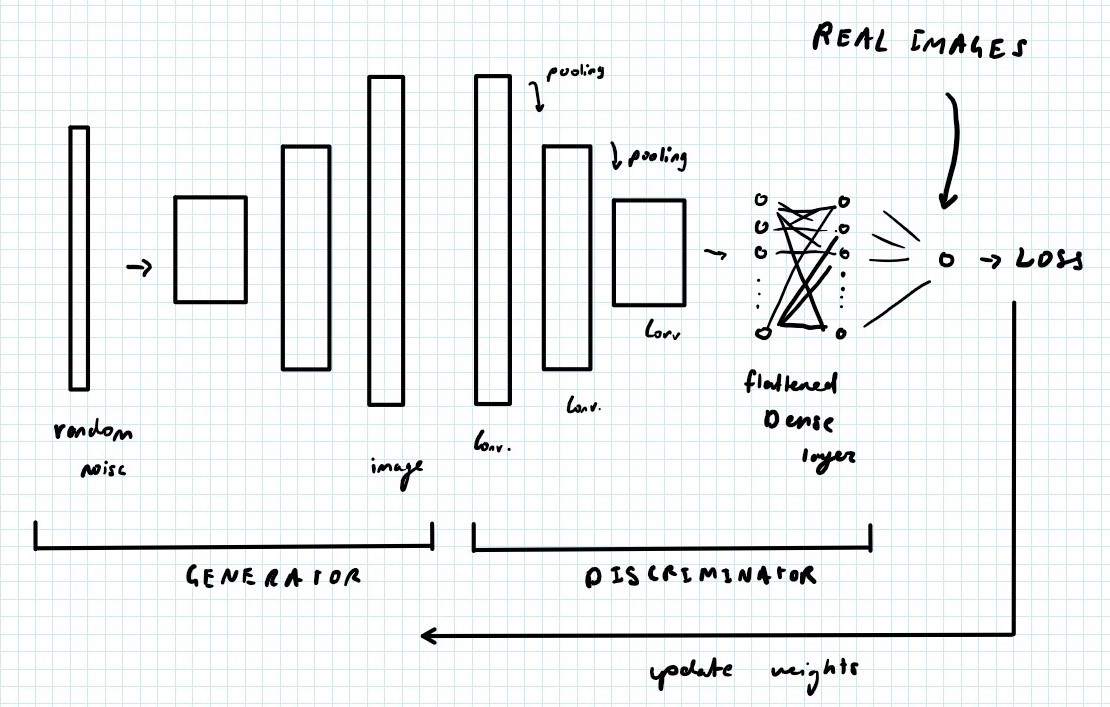 REAL IMAGES
pooling
pooling
LOSS
Conv
Conv.
Conv.
flattened
Dense
layer
random
noise
image
GENERATOR
DISCRIMINATOR
update weights